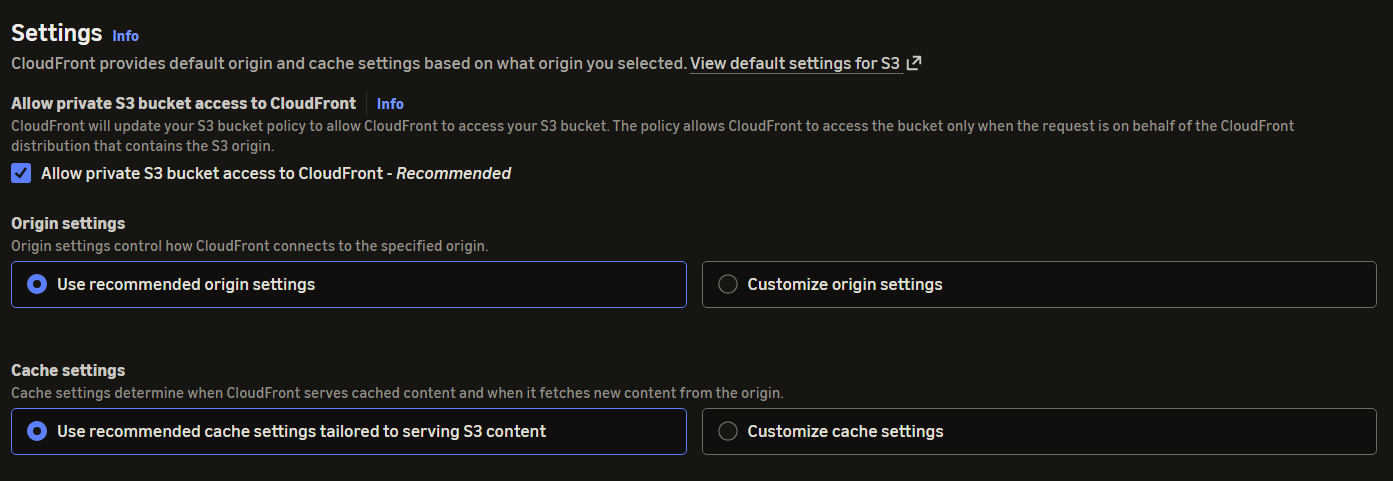 Settings Info
CloudFront provides default origin and cache settings based on what origin you selected. View default settings for S3
Allow private S3 bucket access to CloudFront Info
CloudFront will update your S3 bucket policy to allow CloudFront to access your S3 bucket. The policy allows CloudFront to access the bucket only when the request is on behalf of the CloudFront
distribution that contains the S3 origin.
Allow private S3 bucket access to CloudFront - Recommended
Origin settings
Origin settings control how CloudFront connects to the specified origin.
Use recommended origin settings
Customize origin settings
Cache settings
Cache settings determine when CloudFront serves cached content and when it fetches new content from the origin.
Use recommended cache settings tailored to serving S3 content
Customize cache settings